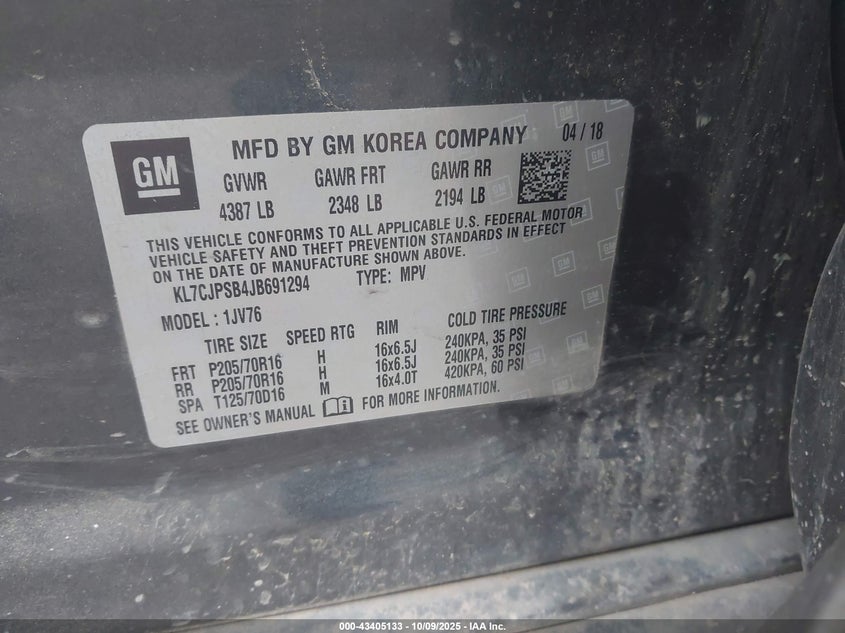 GM
MFD BY GM KOREA COMPANY 04 / 18
GVWR GAWR FRT GAWR RR
4387 LB 2348 LB 2194 LB
THIS VEHICLE CONFORMS TO ALL APPLICABLE U.S. FEDERAL MOTOR
VEHICLE SAFETY AND THEFT PREVENTION STANDARDS IN EFFECT
ON THE DATE OF MANUFACTURE SHOWN ABOVE.
KL7CJPSB4JB691294 TYPE: MPV
MODEL : 1JV76
TIRE SIZE SPEED RTG RIM COLD TIRE PRESSURE
FRT P205/70R16 H 16x6.5J 240KPA, 35 PSI
RR P205/70R16 H 16x6.5J 240KPA, 35 PSI
SPA T125/70D16 M 16x4.0T 420KPA, 60 PSI
SEE OWNER'S MANUAL FOR MORE INFORMATION.
000-43405133 - 10/09/2025 - IAA Inc.